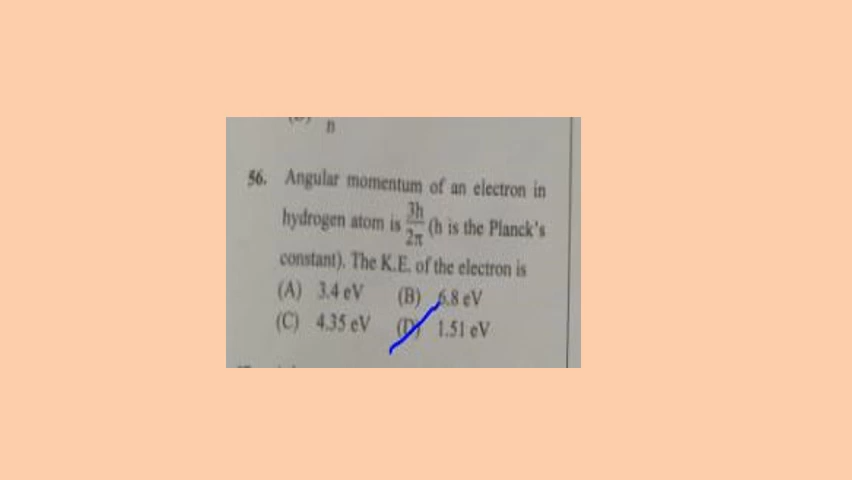 n
56. Angular momentum of an electron in
hydrogen atom is 3h/2π (h is the Planck's
constant). The K.E. of the electron is
(A) 3.4 eV (B) 6.8 eV
(C) 4.35 eV (D) 1.51 eV